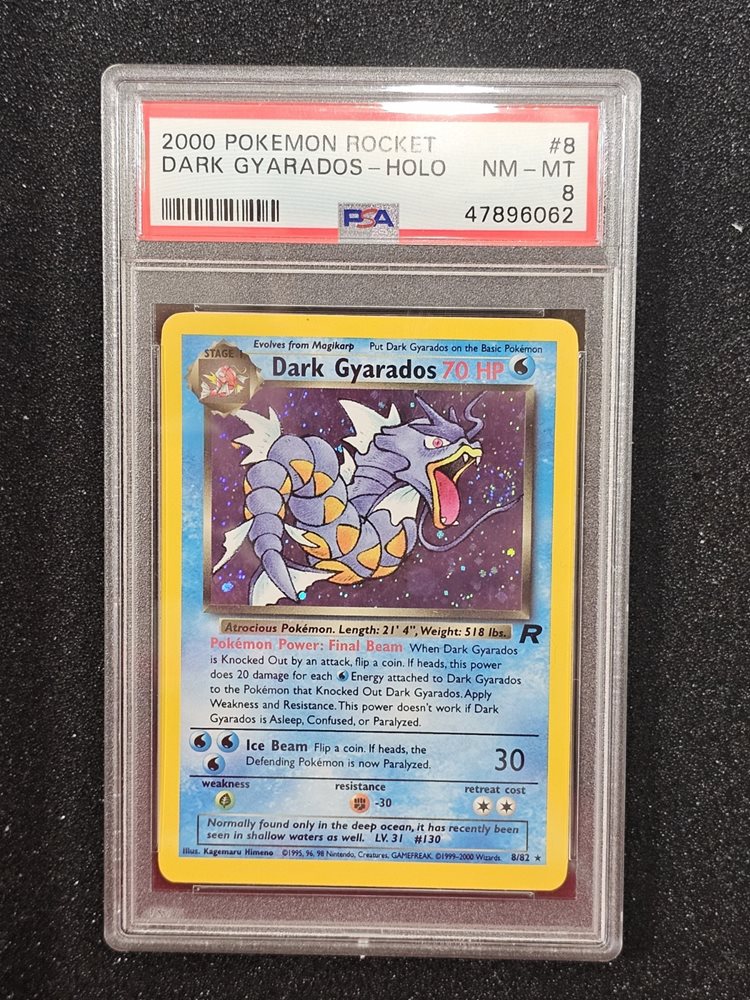 2000 POKEMON ROCKET #8
DARK GYARADOS - HOLO NM - MT
8
PSA 47896062
Evolves from Magikarp Put Dark Gyarados on the Basic Pokémon
STAGE 1
Dark Gyarados 70 HP
Atrocious Pokémon. Length: 21' 4", Weight: 518 lbs.
R
Pokémon Power: Final Beam When Dark Gyarados
is Knocked Out by an attack, flip a coin. If heads, this power
does 20 damage for each Energy attached to Dark Gyarados
to the Pokémon that Knocked Out Dark Gyarados. Apply
Weakness and Resistance. This power doesn't work if Dark
Gyarados is Asleep, Confused, or Paralyzed.
Ice Beam Flip a coin. If heads, the
Defending Pokémon is now Paralyzed.
30
weakness resistance retreat cost
-30
Normally found only in the deep ocean, it has recently been
seen in shallow waters as well. LV. 31 #130
Illus. Kagemaru Himeno ©1995, 96, 98 Nintendo, Creatures, GAMEFREAK. ©1999-2000 Wizards. 8/82 ★